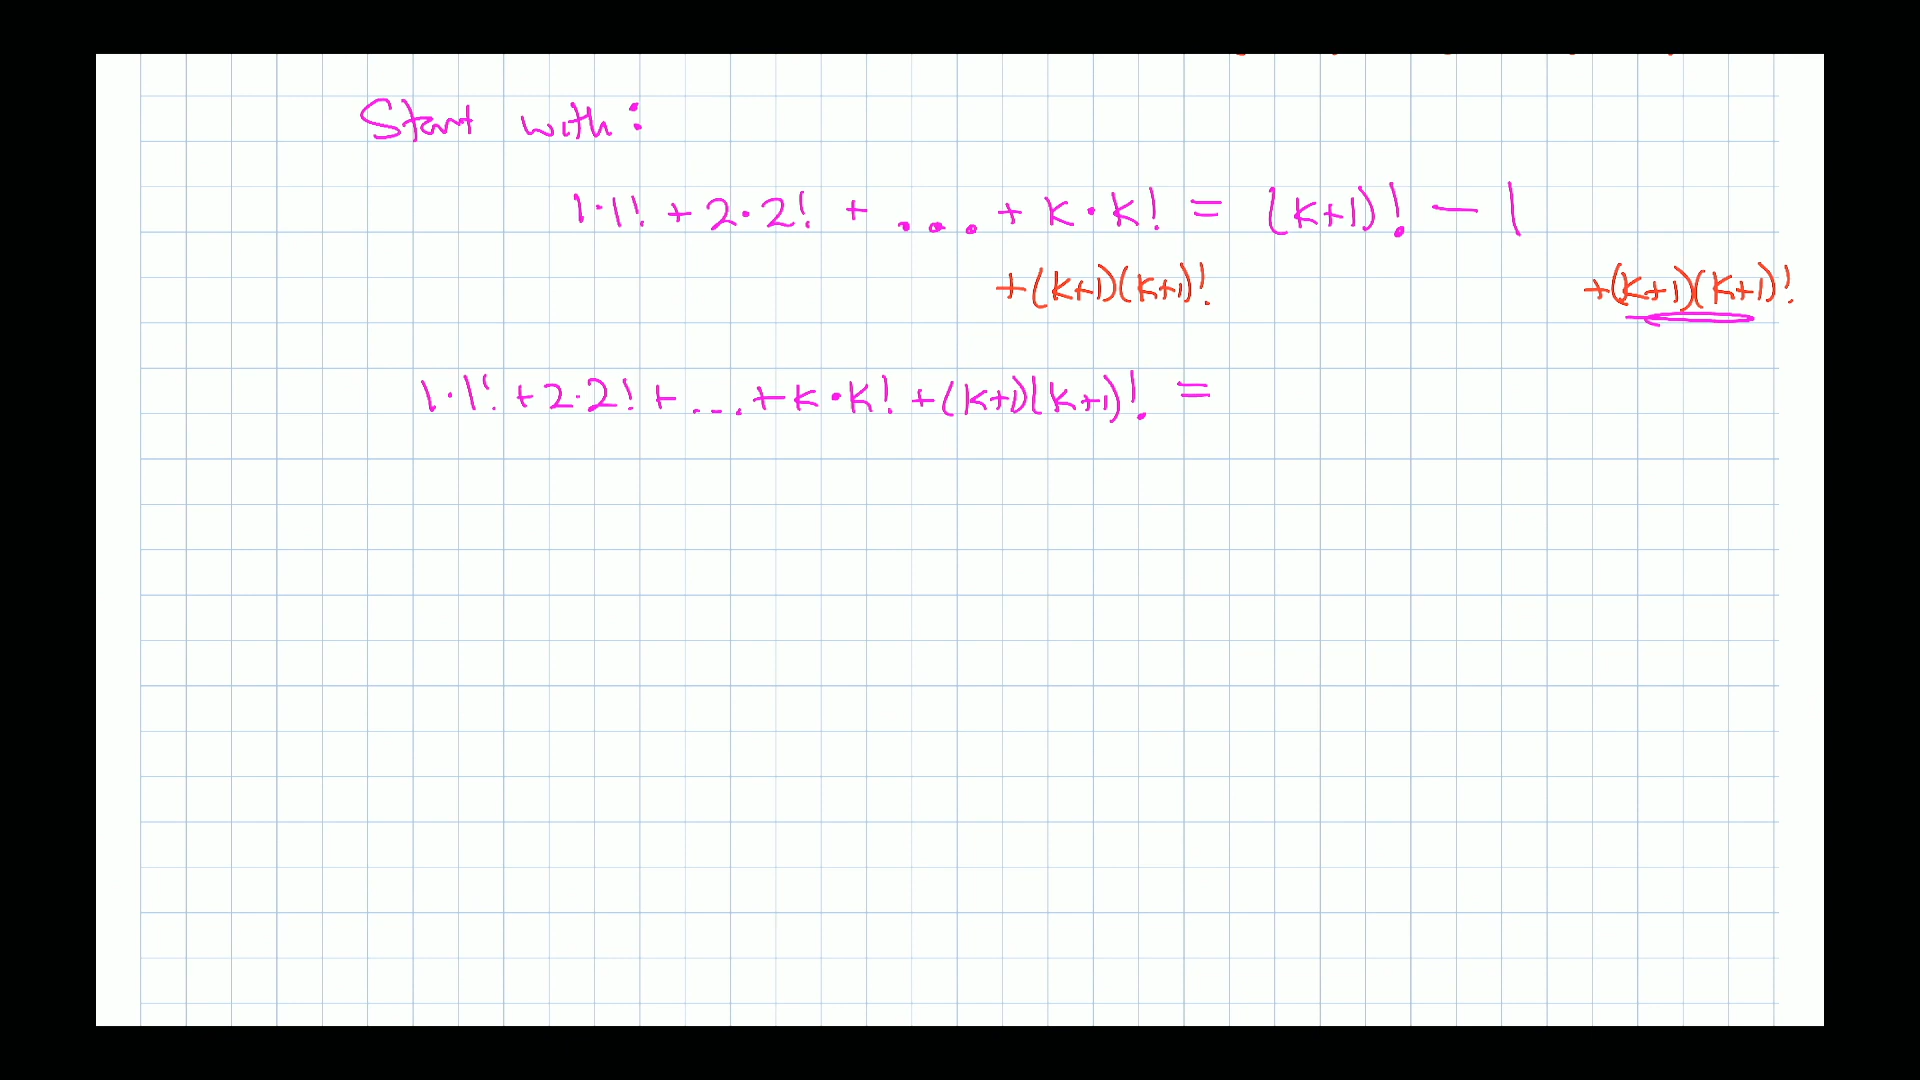 Start with:
1·1! + 2·2! + ... + k·k! = (k+1)! − 1
+(k+1)(k+1)! +(k+1)(k+1)!
1·1! + 2·2! + ... + k·k! + (k+1)(k+1)! =